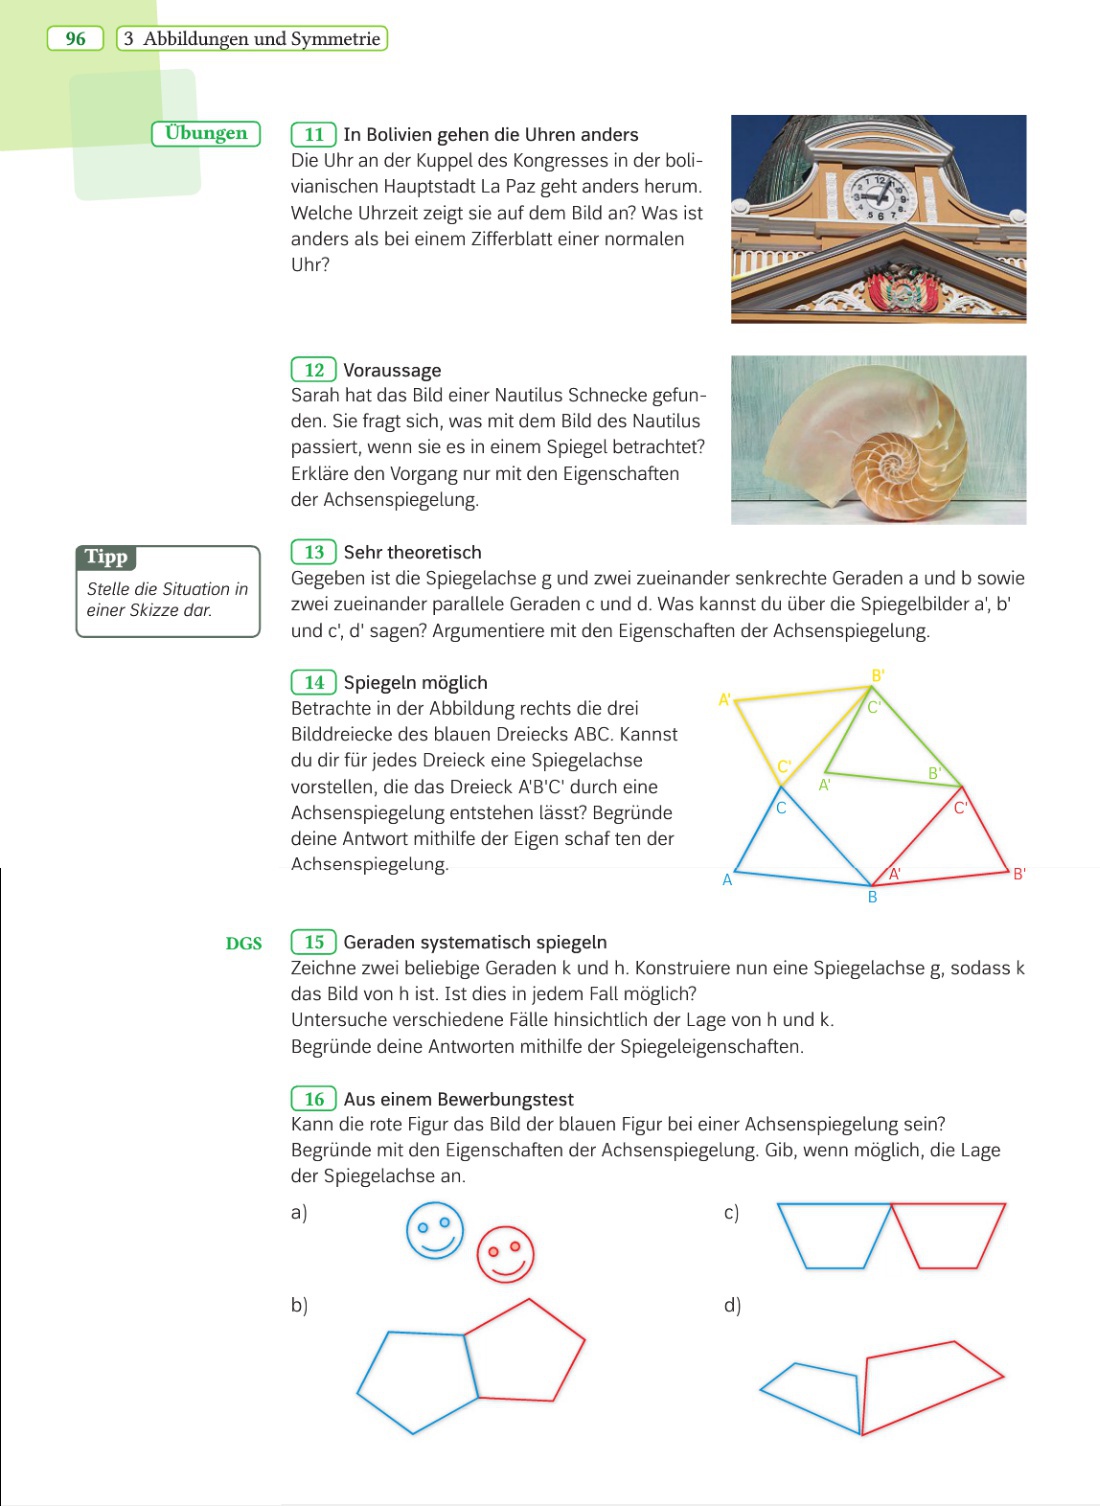 96
3 Abbildungen und Symmetrie
Übungen
11 In Bolivien gehen die Uhren anders
Die Uhr an der Kuppel des Kongresses in der boli-
vianischen Hauptstadt La Paz geht anders herum.
Welche Uhrzeit zeigt sie auf dem Bild an? Was ist
anders als bei einem Zifferblatt einer normalen
Uhr?
12 Voraussage
Sarah hat das Bild einer Nautilus Schnecke gefun-
den. Sie fragt sich, was mit dem Bild des Nautilus
passiert, wenn sie es in einem Spiegel betrachtet?
Erkläre den Vorgang nur mit den Eigenschaften
der Achsenspiegelung.
Tipp
Stelle die Situation in
einer Skizze dar.
13 Sehr theoretisch
Gegeben ist die Spiegelachse g und zwei zueinander senkrechte Geraden a und b sowie
zwei zueinander parallele Geraden c und d. Was kannst du über die Spiegelbilder a', b'
und c', d' sagen? Argumentiere mit den Eigenschaften der Achsenspiegelung.
14 Spiegeln möglich
Betrachte in der Abbildung rechts die drei
Bilddreiecke des blauen Dreiecks ABC. Kannst
du dir für jedes Dreieck eine Spiegelachse
vorstellen, die das Dreieck A'B'C' durch eine
Achsenspiegelung entstehen lässt? Begründe
deine Antwort mithilfe der Eigen schaf ten der
Achsenspiegelung.
B'
A'
C'
C'
B'
A'
C
C'
A
A'
B'
B
DGS
15 Geraden systematisch spiegeln
Zeichne zwei beliebige Geraden k und h. Konstruiere nun eine Spiegelachse g, sodass k
das Bild von h ist. Ist dies in jedem Fall möglich?
Untersuche verschiedene Fälle hinsichtlich der Lage von h und k.
Begründe deine Antworten mithilfe der Spiegeleigenschaften.
16 Aus einem Bewerbungstest
Kann die rote Figur das Bild der blauen Figur bei einer Achsenspiegelung sein?
Begründe mit den Eigenschaften der Achsenspiegelung. Gib, wenn möglich, die Lage
der Spiegelachse an.
a)
c)
b)
d)